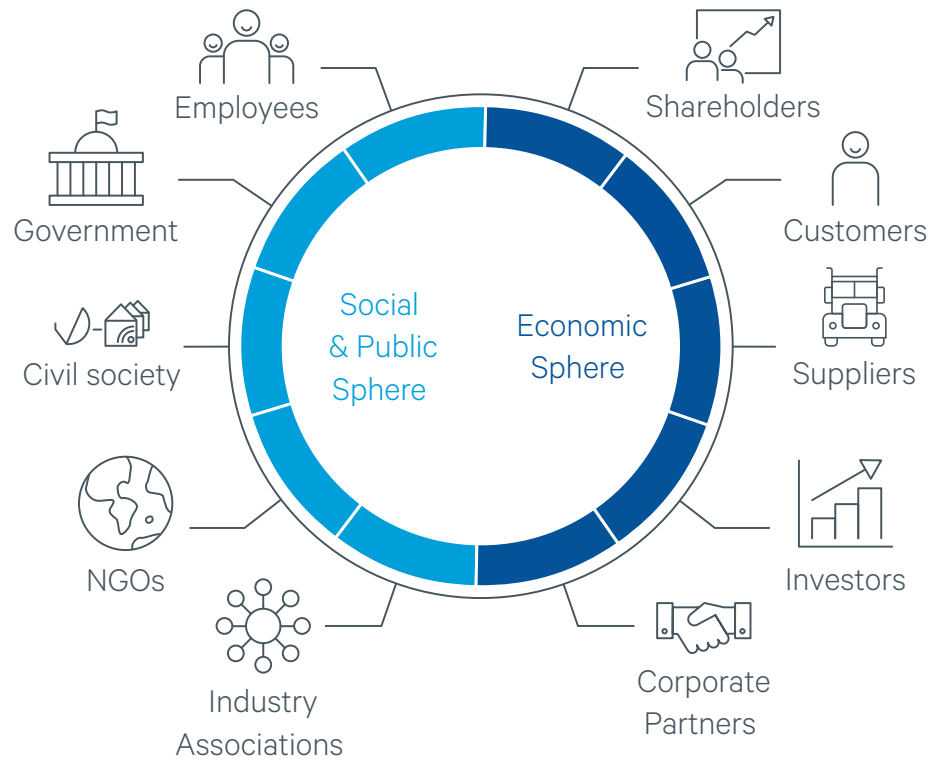 Employees
Shareholders
Government
Customers
Social
& Public
Sphere
Economic
Sphere
Civil society
Suppliers
NGOs
Investors
Industry
Associations
Corporate
Partners